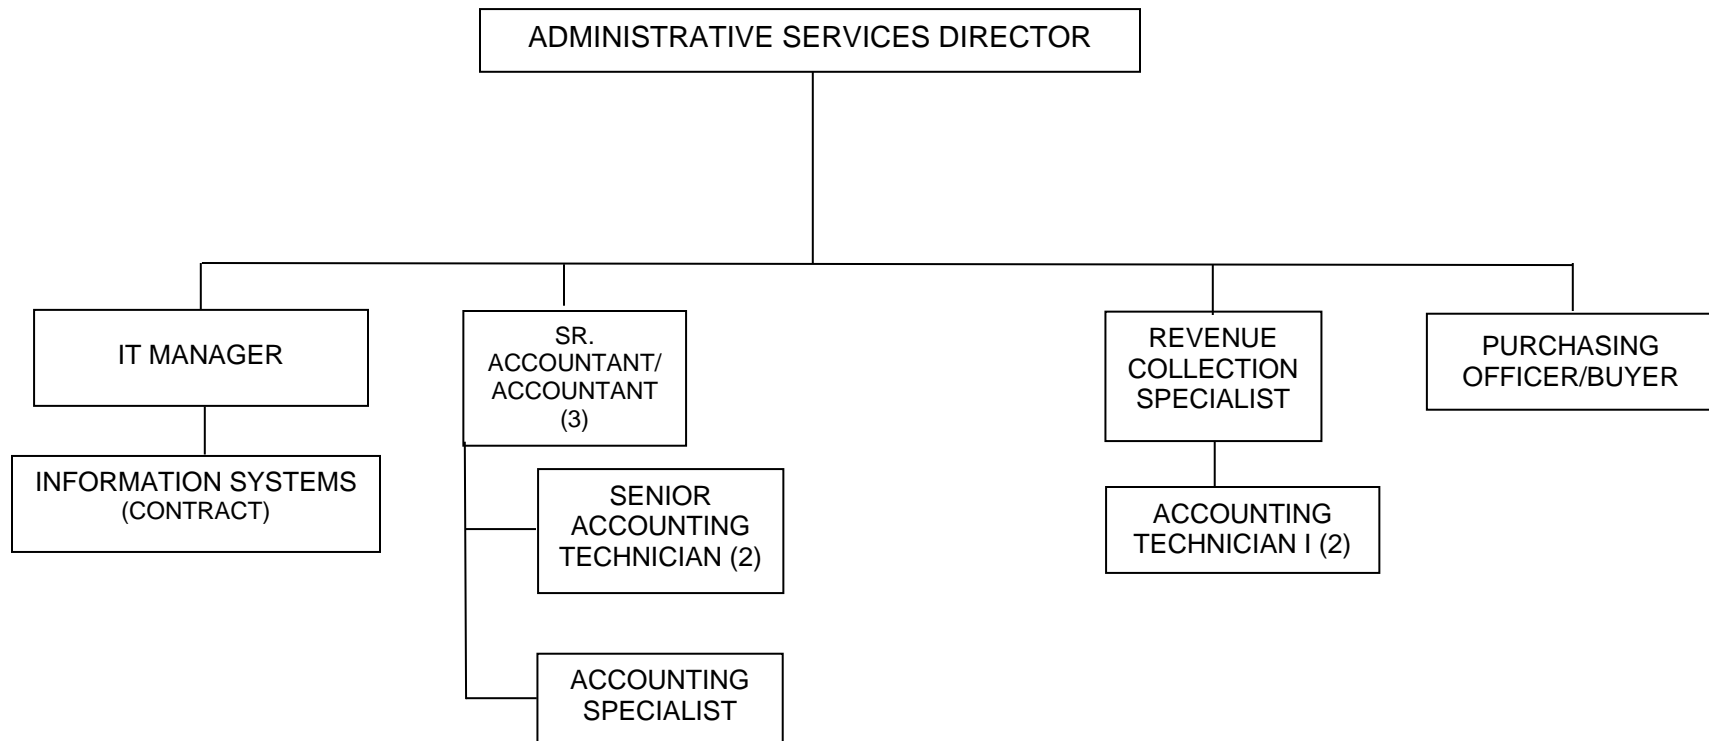 ADMINISTRATIVE SERVICES DIRECTOR
IT MANAGER
INFORMATION SYSTEMS
(CONTRACT)
SR.
ACCOUNTANT/
ACCOUNTANT
(3)
SENIOR
ACCOUNTING
TECHNICIAN (2)
ACCOUNTING
SPECIALIST
REVENUE
COLLECTION
SPECIALIST
ACCOUNTING
TECHNICIAN I (2)
PURCHASING
OFFICER/BUYER